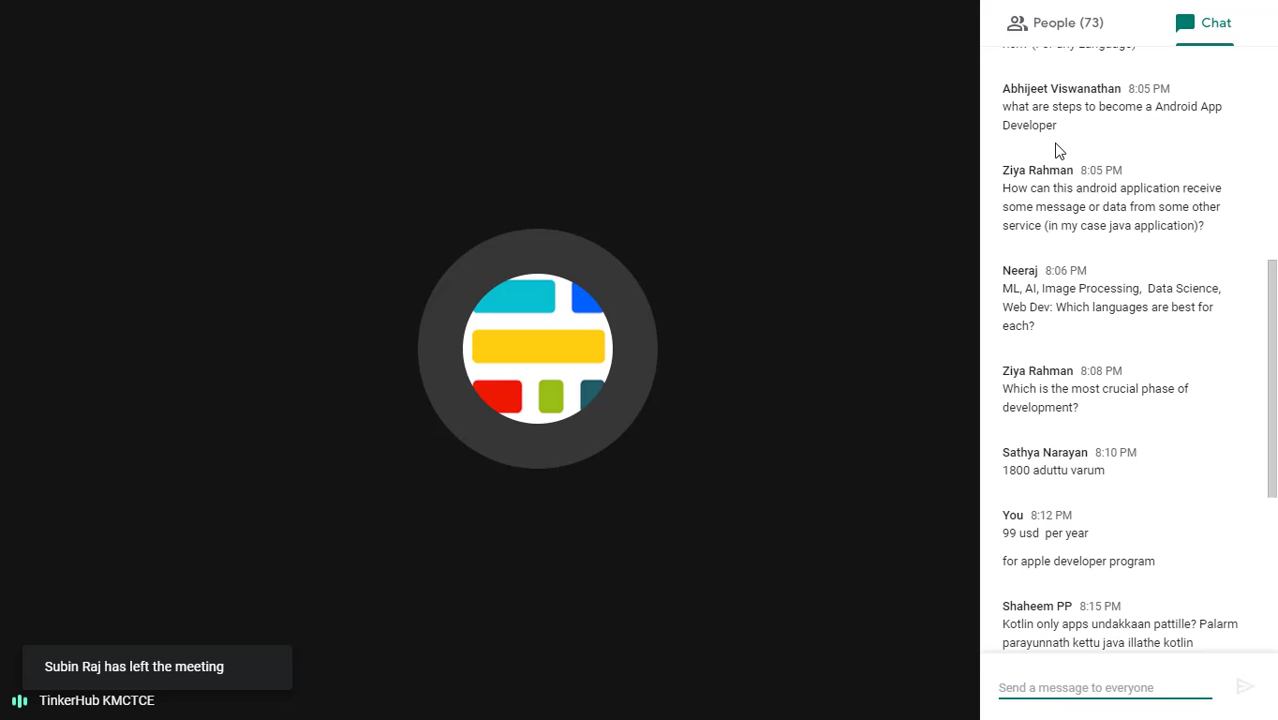 People (73)
Chat
Abhijeet Viswanathan 8:05 PM
what are steps to become a Android App
Developer
Ziya Rahman 8:05 PM
How can this android application receive
some message or data from some other
service (in my case java application)?
Neeraj 8:06 PM
ML, AI, Image Processing, Data Science,
Web Dev: Which languages are best for
each?
Ziya Rahman 8:08 PM
Which is the most crucial phase of
development?
Sathya Narayan 8:10 PM
1800 aduttu varum
You 8:12 PM
99 usd per year
for apple developer program
Shaheem PP 8:15 PM
Kotlin only apps undakkaan pattille? Palarm
parayunnath kettu java illathe kotlin
Send a message to everyone
Subin Raj has left the meeting
TinkerHub KMCTCE